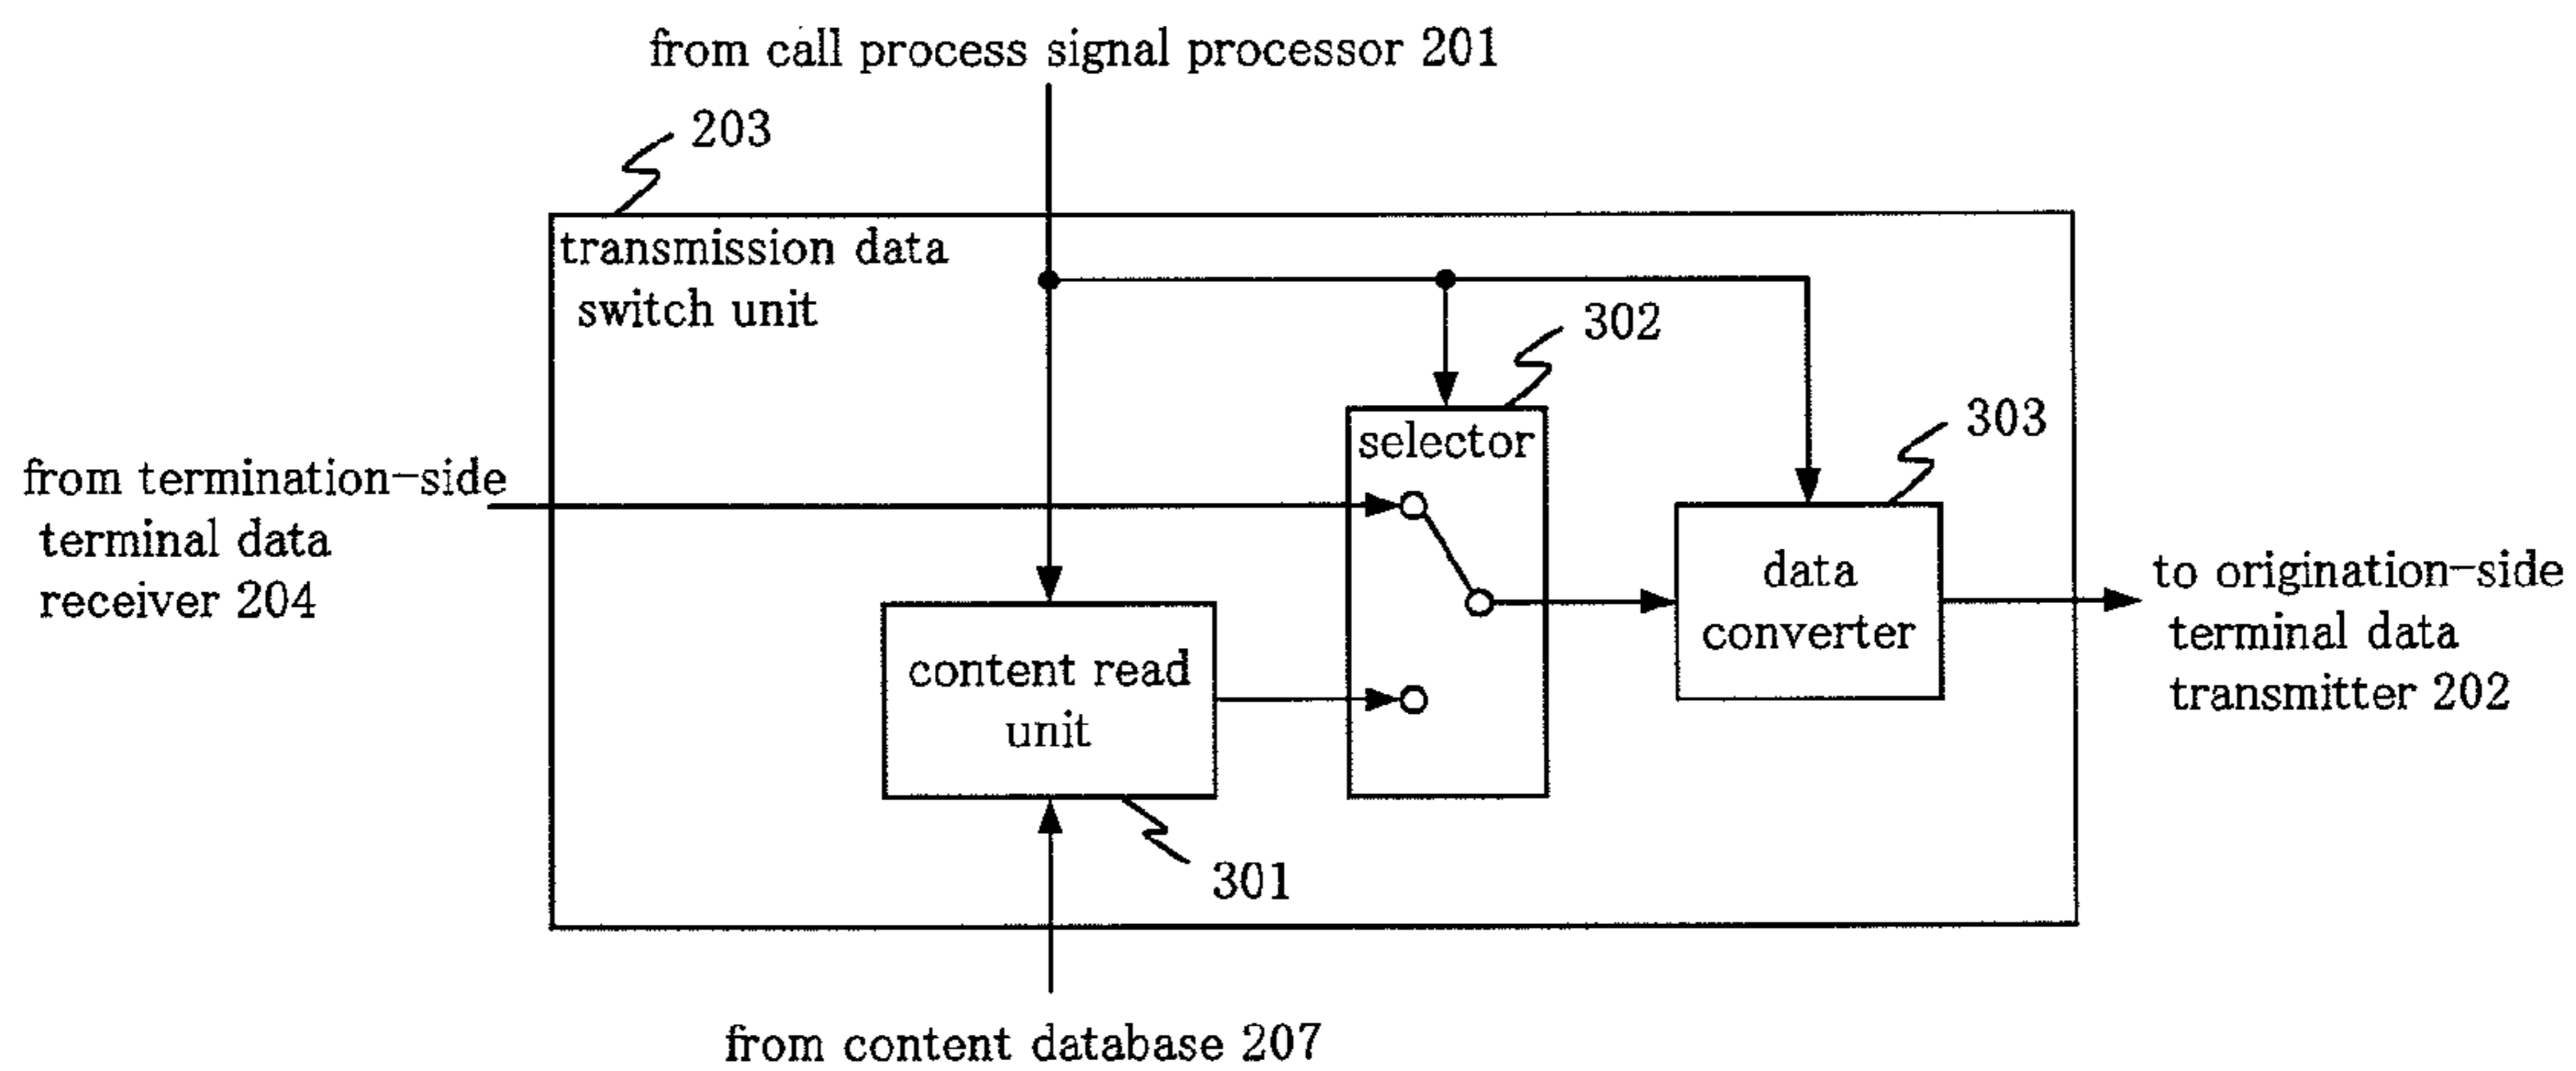 from call process signal processor 201
203
transmission data
switch unit
302
303
selector
from termination-side
terminal data
receiver 204
data
converter
to origination-side
terminal data
transmitter 202
content read
unit
301
from content database 207